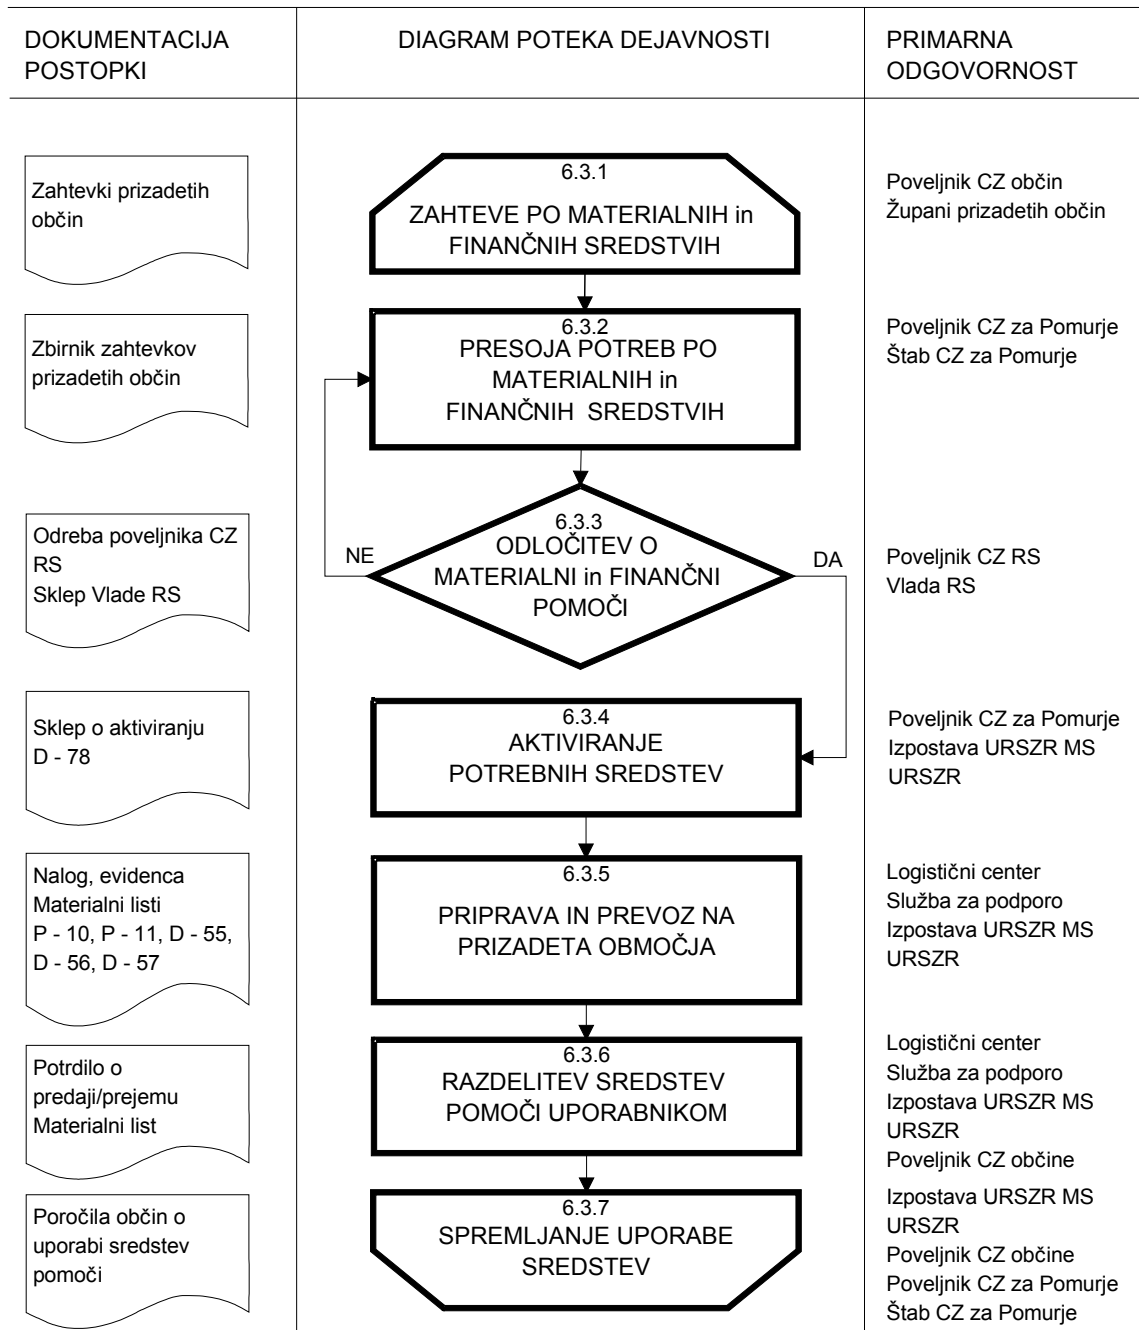 DOKUMENTACIJA
POSTOPKI
DIAGRAM POTEKA DEJAVNOSTI
PRIMARNA
ODGOVORNOST
Zahtevki prizadetih
občin
6.3.1
ZAHTEVE PO MATERIALNIH in
FINANČNIH SREDSTVIH
Poveljnik CZ občin
Župani prizadetih občin
Zbirnik zahtevkov
prizadetih občin
6.3.2
PRESOJA POTREB PO
MATERIALNIH in
FINANČNIH SREDSTVIH
Poveljnik CZ za Pomurje
Štab CZ za Pomurje
Odreba poveljnika CZ
RS
Sklep Vlade RS
NE
6.3.3
ODLOČITEV O
MATERIALNI in FINANČNI
POMOČI
DA
Poveljnik CZ RS
Vlada RS
Sklep o aktiviranju
D - 78
6.3.4
AKTIVIRANJE
POTREBNIH SREDSTEV
Poveljnik CZ za Pomurje
Izpostava URSZR MS
URSZR
Nalog, evidenca
Materialni listi
P - 10, P - 11, D - 55,
D - 56, D - 57
6.3.5
PRIPRAVA IN PREVOZ NA
PRIZADETA OBMOČJA
Logistični center
Služba za podporo
Izpostava URSZR MS
URSZR
Potrdilo o
predaji/prejemu
Materialni list
6.3.6
RAZDELITEV SREDSTEV
POMOČI UPORABNIKOM
Logistični center
Služba za podporo
Izpostava URSZR MS
URSZR
Poveljnik CZ občine
Poročila občin o
uporabi sredstev
pomoči
6.3.7
SPREMLJANJE UPORABE
SREDSTEV
Izpostava URSZR MS
URSZR
Poveljnik CZ občine
Poveljnik CZ za Pomurje
Štab CZ za Pomurje